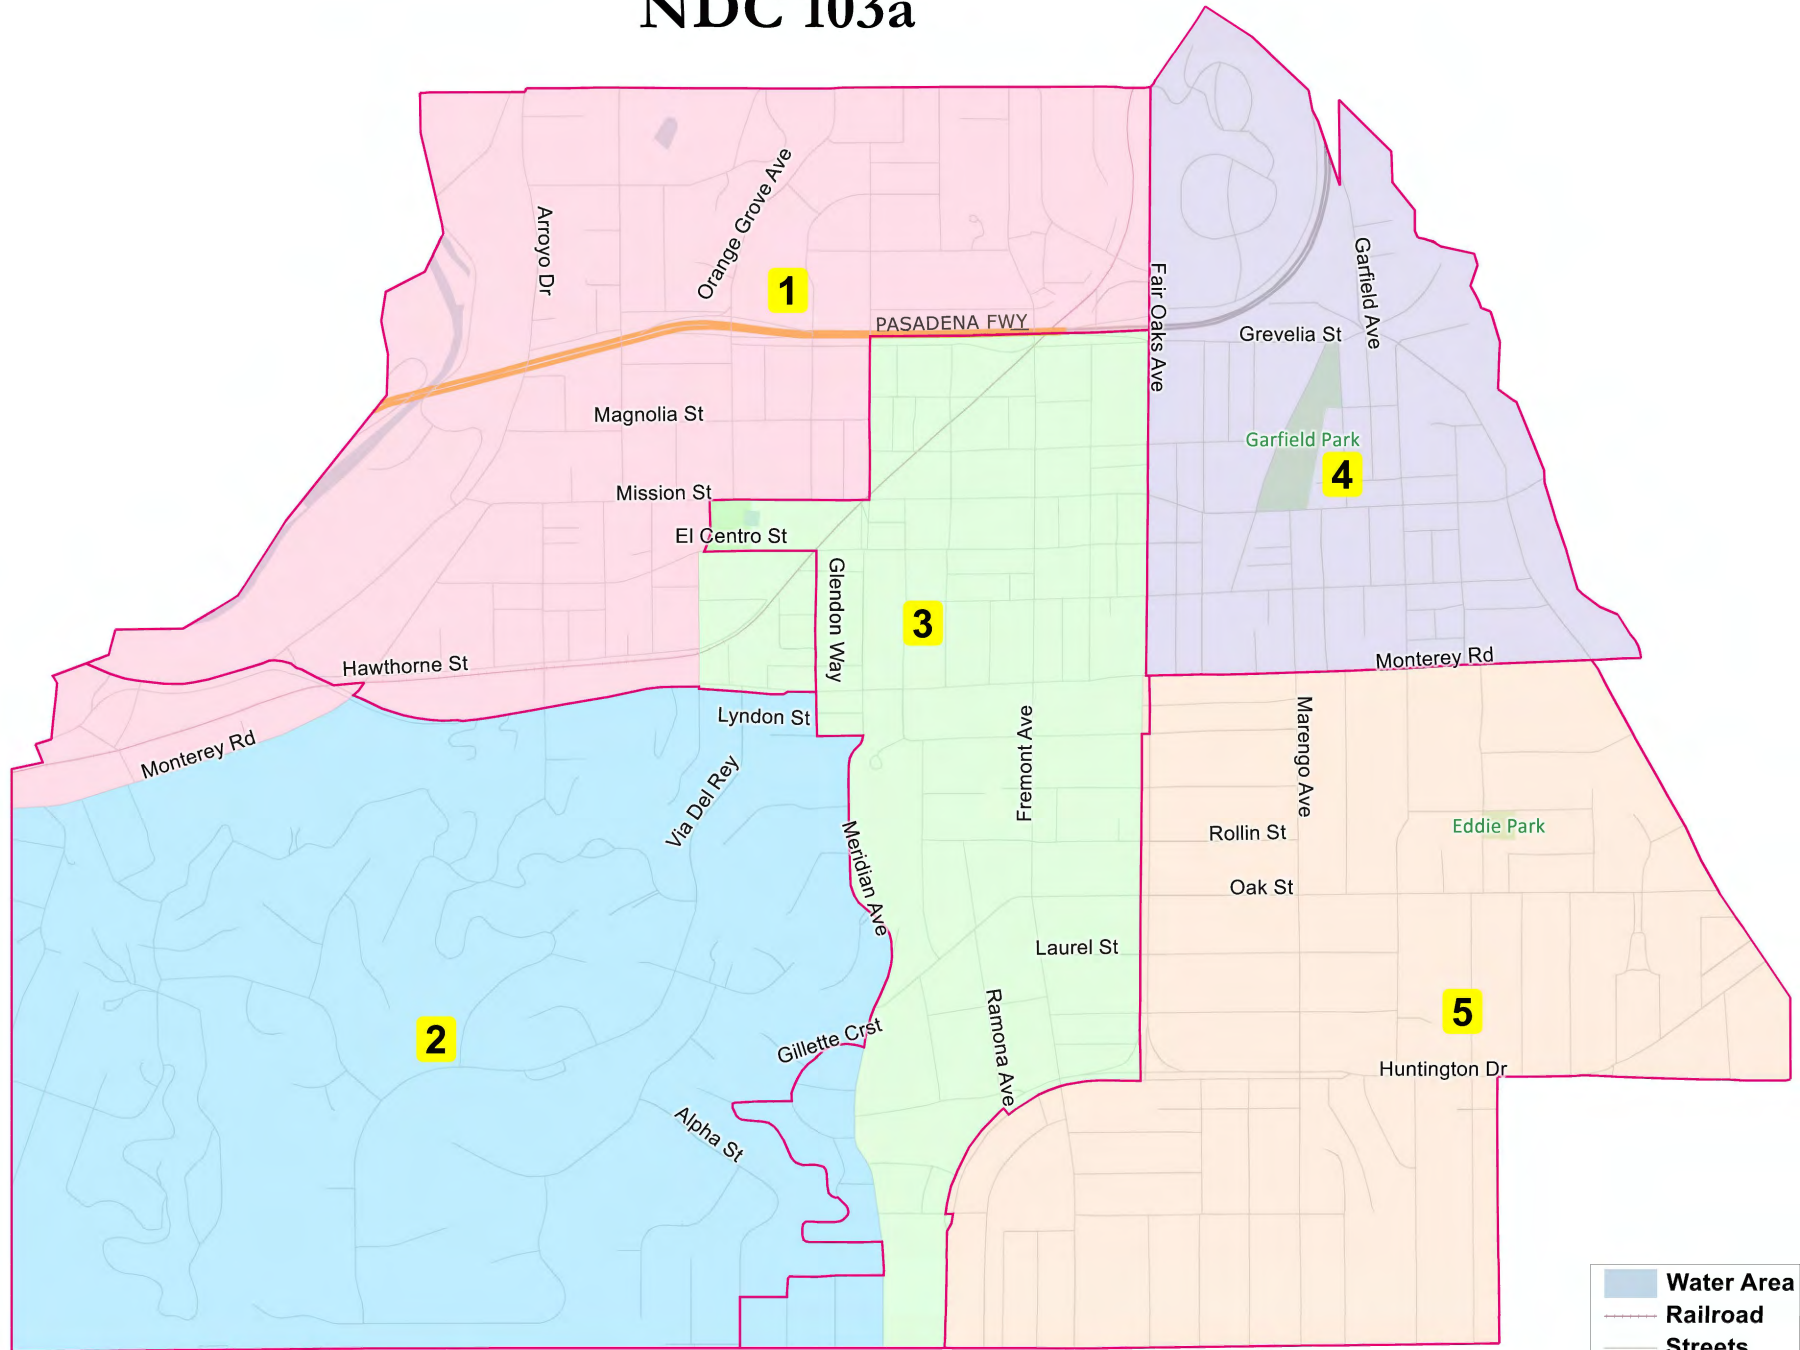 NDC 103a
Arroyo Dr
Orange Grove Ave
1
PASADENA FWY
Fair Oaks Ave
Garfield Ave
Grevelia St
Magnolia St
Garfield Park
4
Mission St
El Centro St
Glendon Way
3
Hawthorne St
Monterey Rd
Lyndon St
Monterey Rd
Via Del Rey
Fremont Ave
Marengo Ave
Meridian Ave
Rollin St
Eddie Park
Oak St
Laurel St
2
Gillette Crst
Ramona Ave
5
Huntington Dr
Alpha St
Water Area
Railroad
Streets